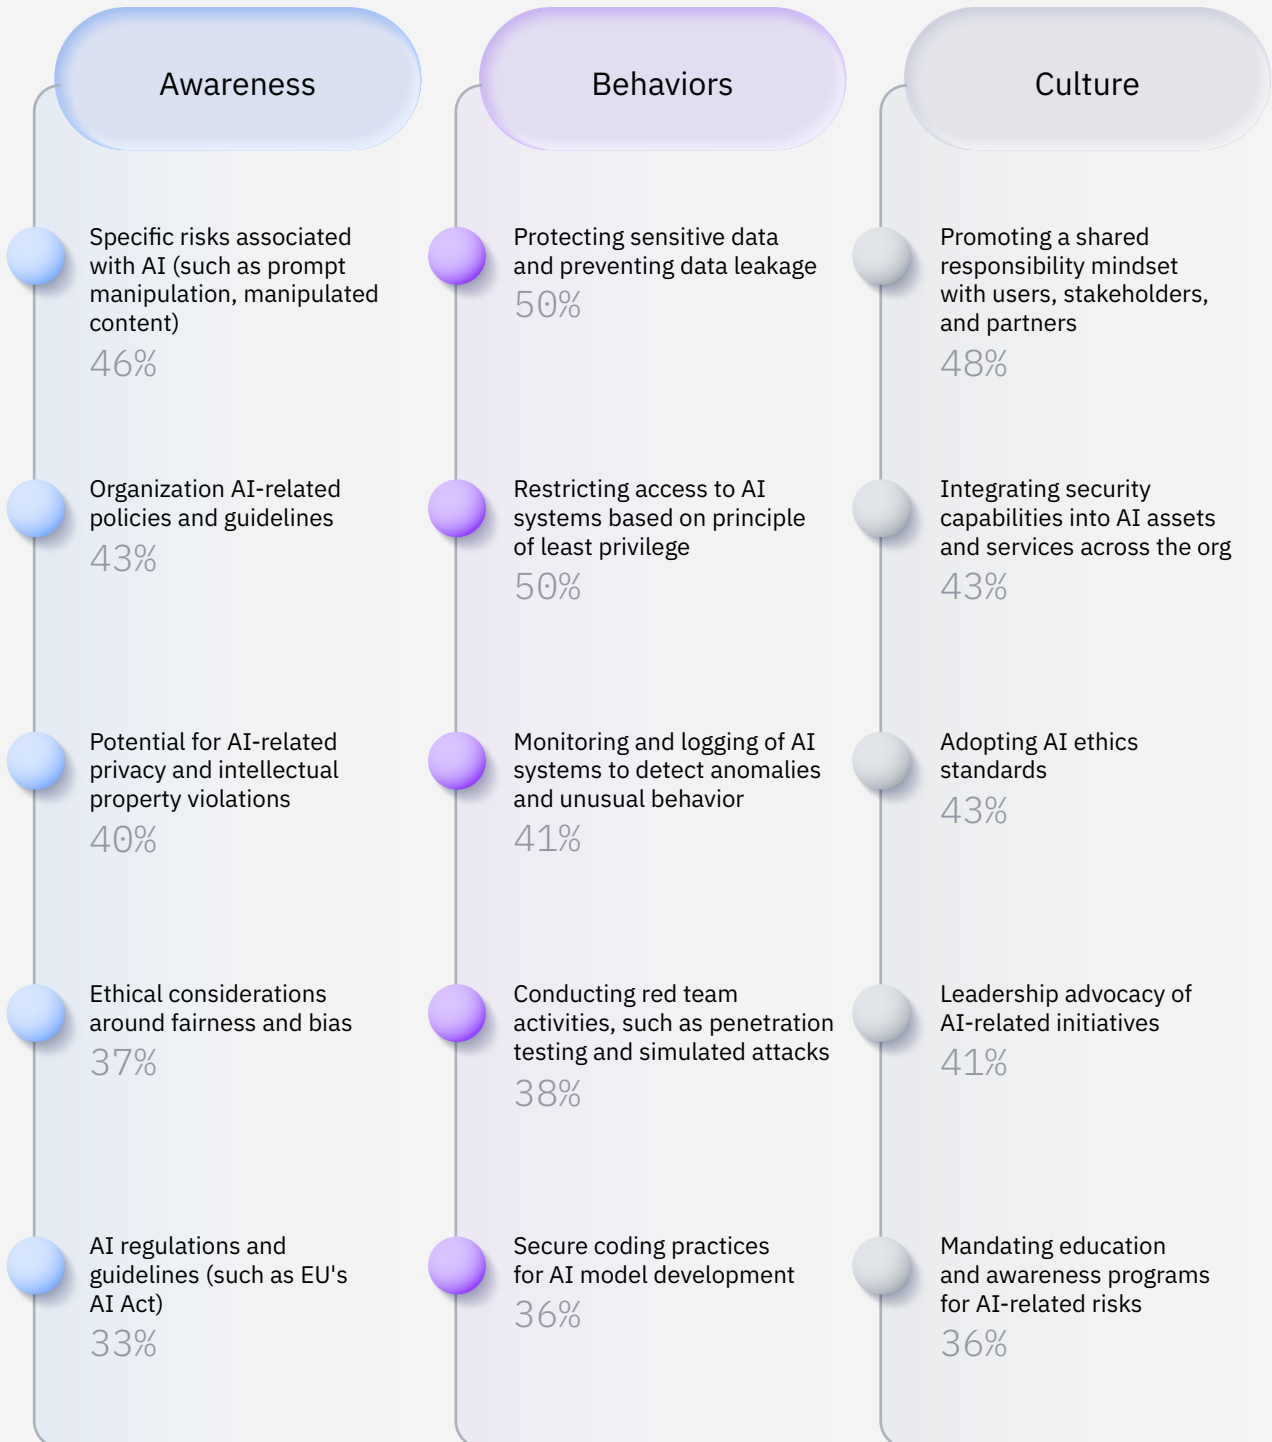 Awareness
Specific risks associated
with AI (such as prompt
manipulation, manipulated
content)
46%
Organization AI-related
policies and guidelines
43%
Potential for AI-related
privacy and intellectual
property violations
40%
Ethical considerations
around fairness and bias
37%
AI regulations and
guidelines (such as EU's
AI Act)
33%
Behaviors
Protecting sensitive data
and preventing data leakage
50%
Restricting access to AI
systems based on principle
of least privilege
50%
Monitoring and logging of AI
systems to detect anomalies
and unusual behavior
41%
Conducting red team
activities, such as penetration
testing and simulated attacks
38%
Secure coding practices
for AI model development
36%
Culture
Promoting a shared
responsibility mindset
with users, stakeholders,
and partners
48%
Integrating security
capabilities into AI assets
and services across the org
43%
Adopting AI ethics
standards
43%
Leadership advocacy of
AI-related initiatives
41%
Mandating education
and awareness programs
for AI-related risks
36%